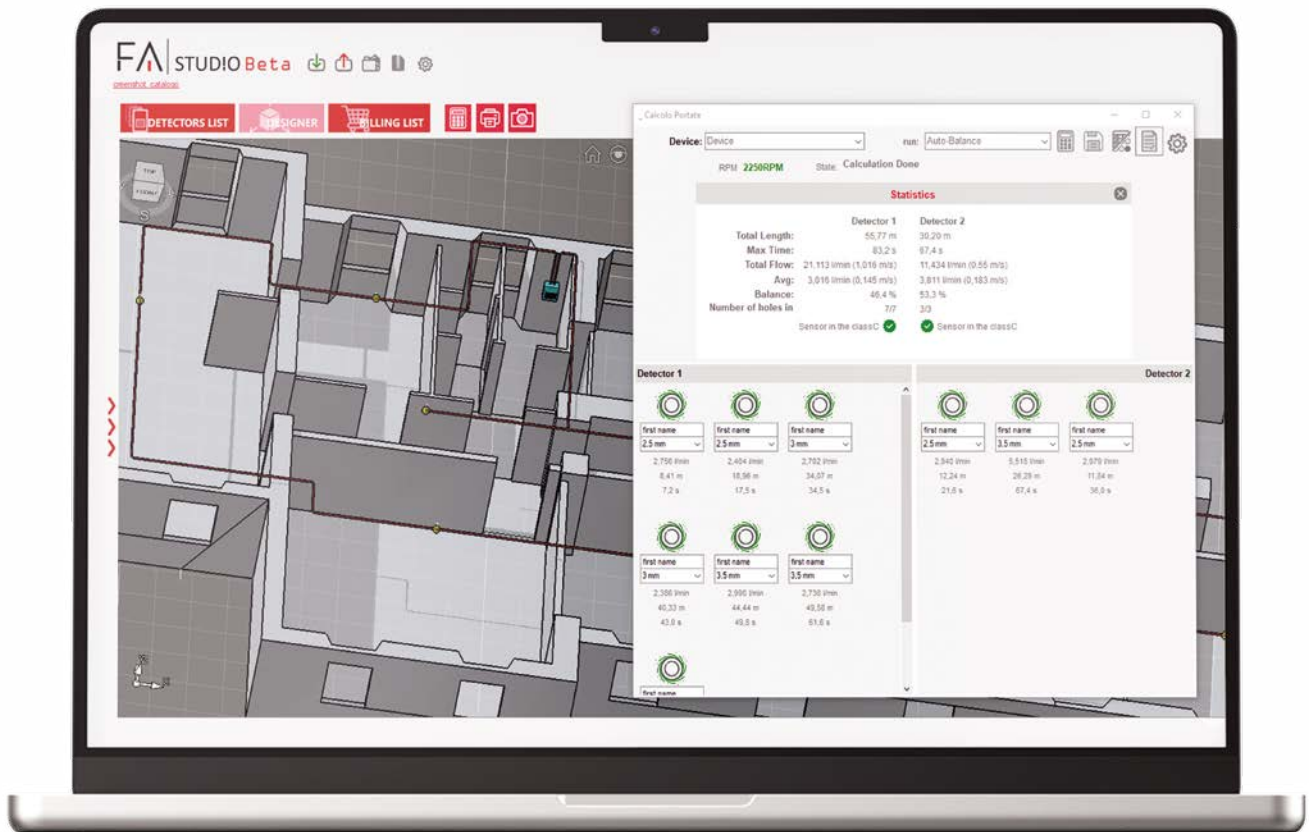 FA STUDIO Beta
DETECTORS LIST
DESIGNER
BILLING LIST
Calcolo Portate
Device: Device run: Auto-Balance
RPM 2250RPM State: Calculation Done
Statistics
Detector 1 Detector 2
Total Length: 55,77 m 30,20 m
Max Time: 83,2 s 67,4 s
Total Flow: 21,113 l/min (1,016 m/s) 11,434 l/min (0,55 m/s)
Avg: 3,016 l/min (0,145 m/s) 3,811 l/min (0,183 m/s)
Balance: 46,4 % 53,3 %
Number of holes in 7/7 3/3
Sensor in the classC Sensor in the classC
Detector 1 Detector 2
first name first name first name first name first name first name
2.5 mm 2.5 mm 3 mm 2.5 mm 3.5 mm 2.5 mm
2,756 l/min 2,404 l/min 2,702 l/min 2,940 l/min 5,515 l/min 2,979 l/min
8,41 m 18,96 m 34,07 m 12,24 m 26,28 m 11,84 m
7,2 s 17,5 s 34,5 s 21,6 s 67,4 s
first name first name first name
3 mm 3.5 mm 3.5 mm
2,386 l/min 2,998 l/min 2,738 l/min
40,33 m 44,44 m 49,58 m
43,8 s 49,5 s 61,6 s
first name
TOP
FRONT
S